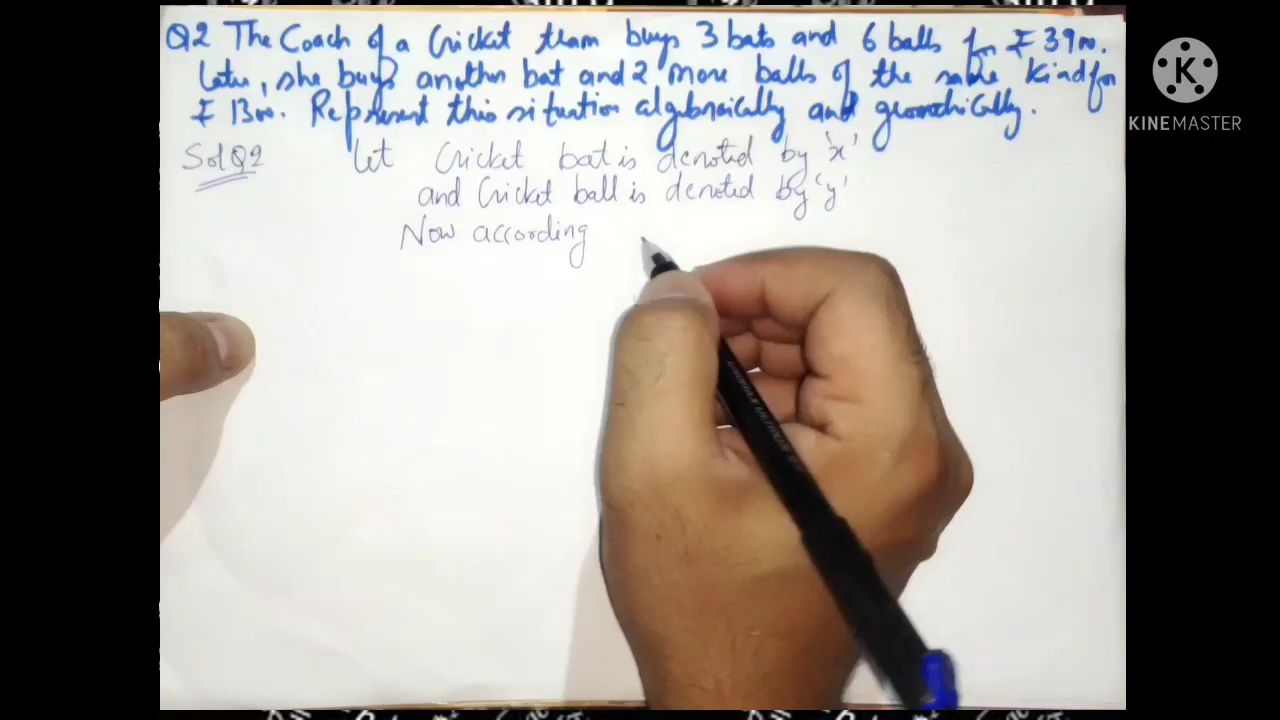 Q2 The Coach of a Cricket team buys 3 bats and 6 balls for ₹ 3900.
Later, she buys another bat and 2 more balls of the same kind for
₹ 1300. Represent this situation algebraically and geometrically.
Sol Q2 Let Cricket bat is denoted by 'x'
and Cricket ball is denoted by 'y'
Now according
K
KINEMASTER